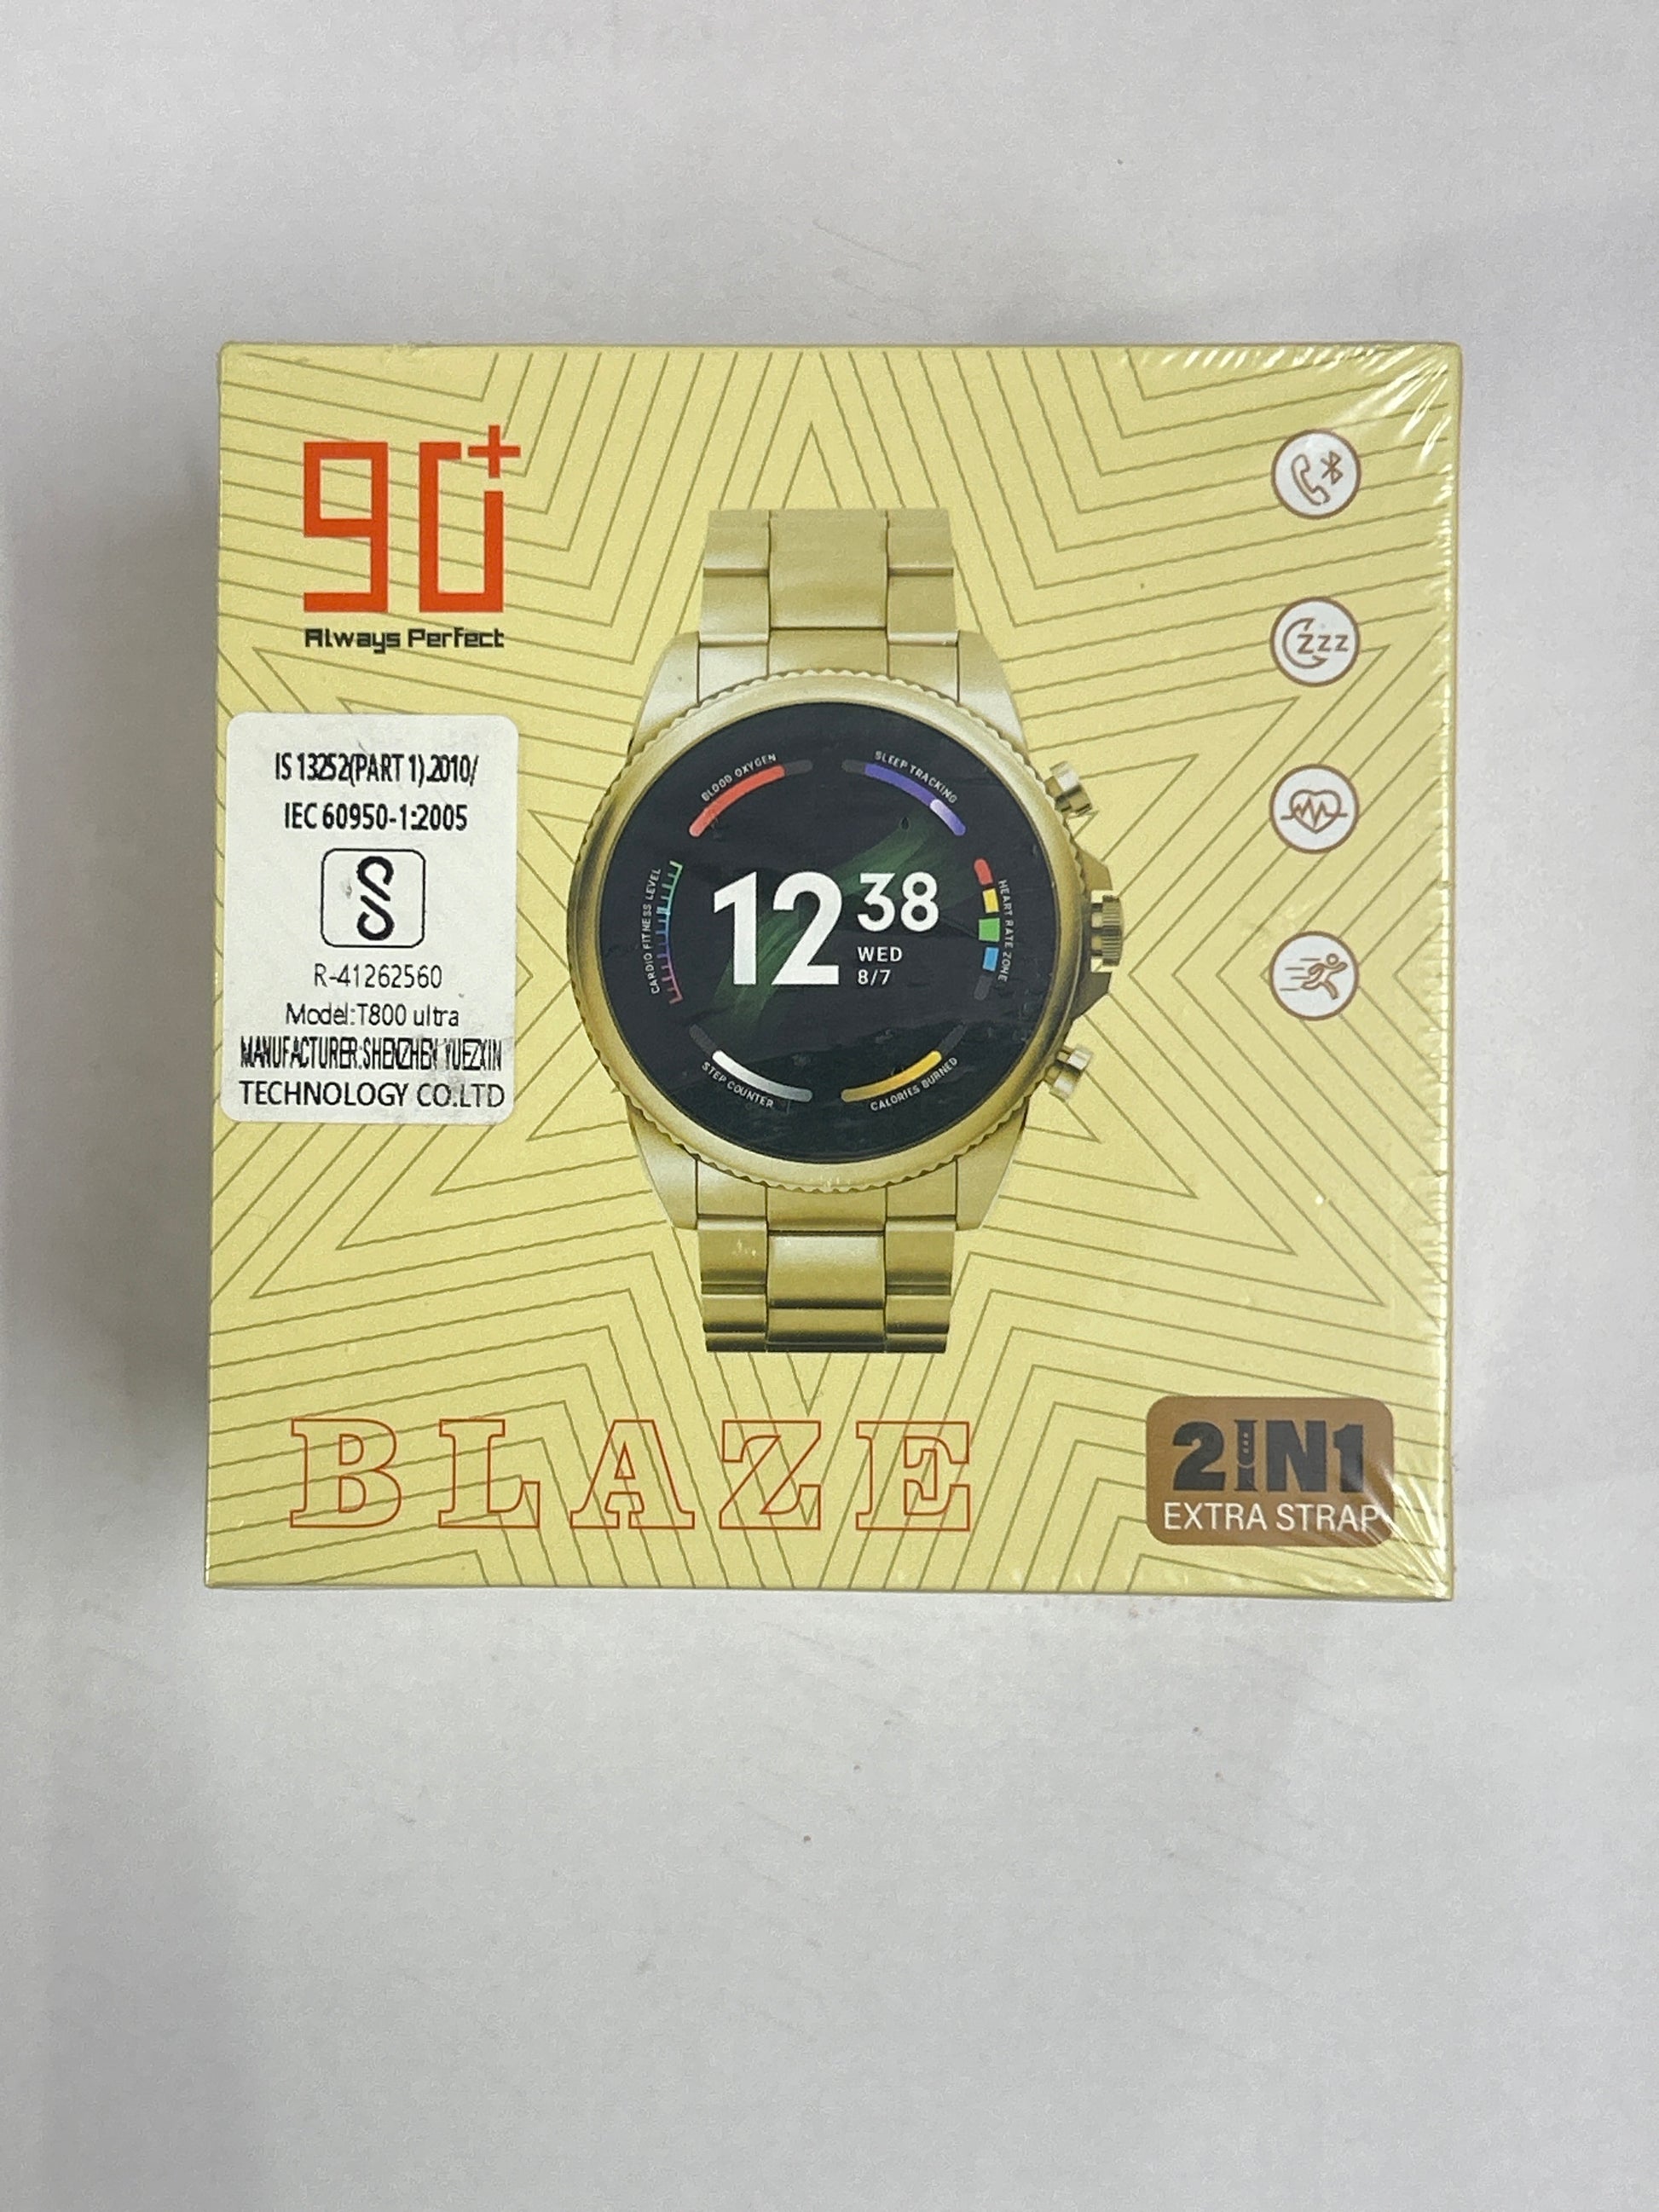 90+
Always Perfect
IS 13252(PART 1).2010/
IEC 60950-1:2005
R-41262560
Model:T800 ultra
MANUFACTURER:SHENZHEN YUEZXIN
TECHNOLOGY CO.LTD
BLOOD OXYGEN
SLEEP TRACKING
CARDIO FITNESS LEVEL
12 38
WED
8/7
HEART RATE ZONE
STEP COUNTER
CALORIES BURNED
zzz
BLAZE
2IN1
EXTRA STRAP